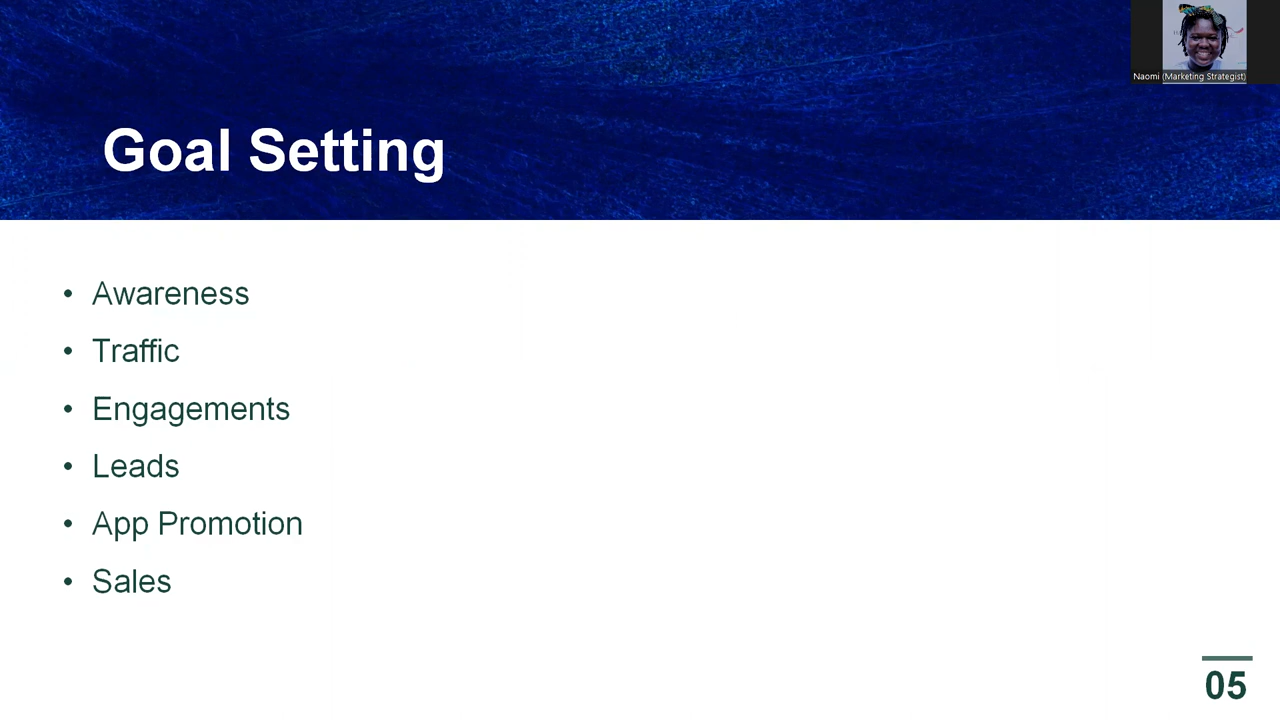 Naomi (Marketing Strategist)
Goal Setting
• Awareness
• Traffic
• Engagements
• Leads
• App Promotion
• Sales
05